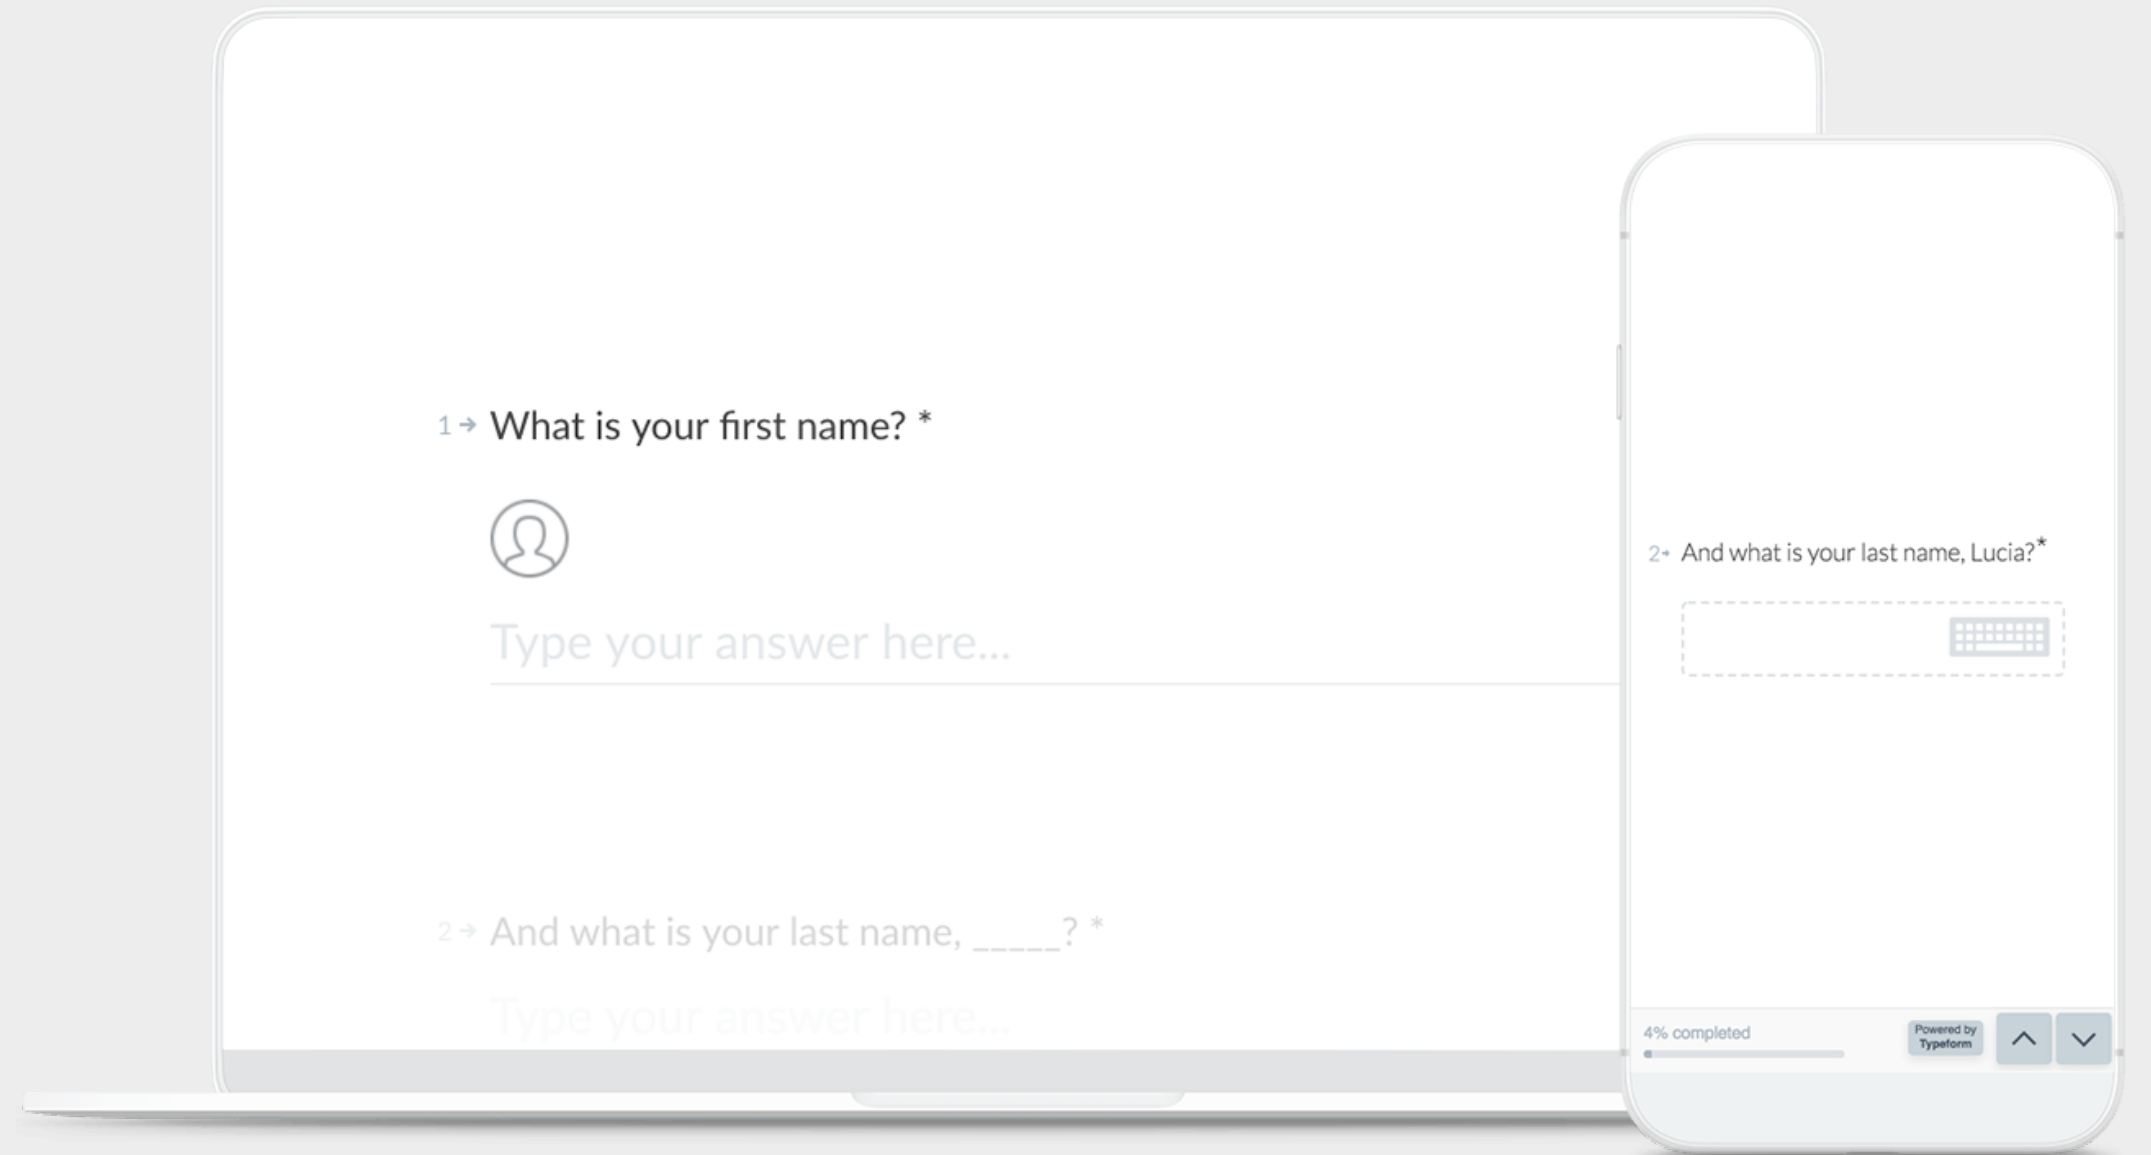 1 → What is your first name? *
Type your answer here...
2 → And what is your last name, _____? *
Type your answer here...
2→ And what is your last name, Lucia?*
4% completed
Powered by
Typeform